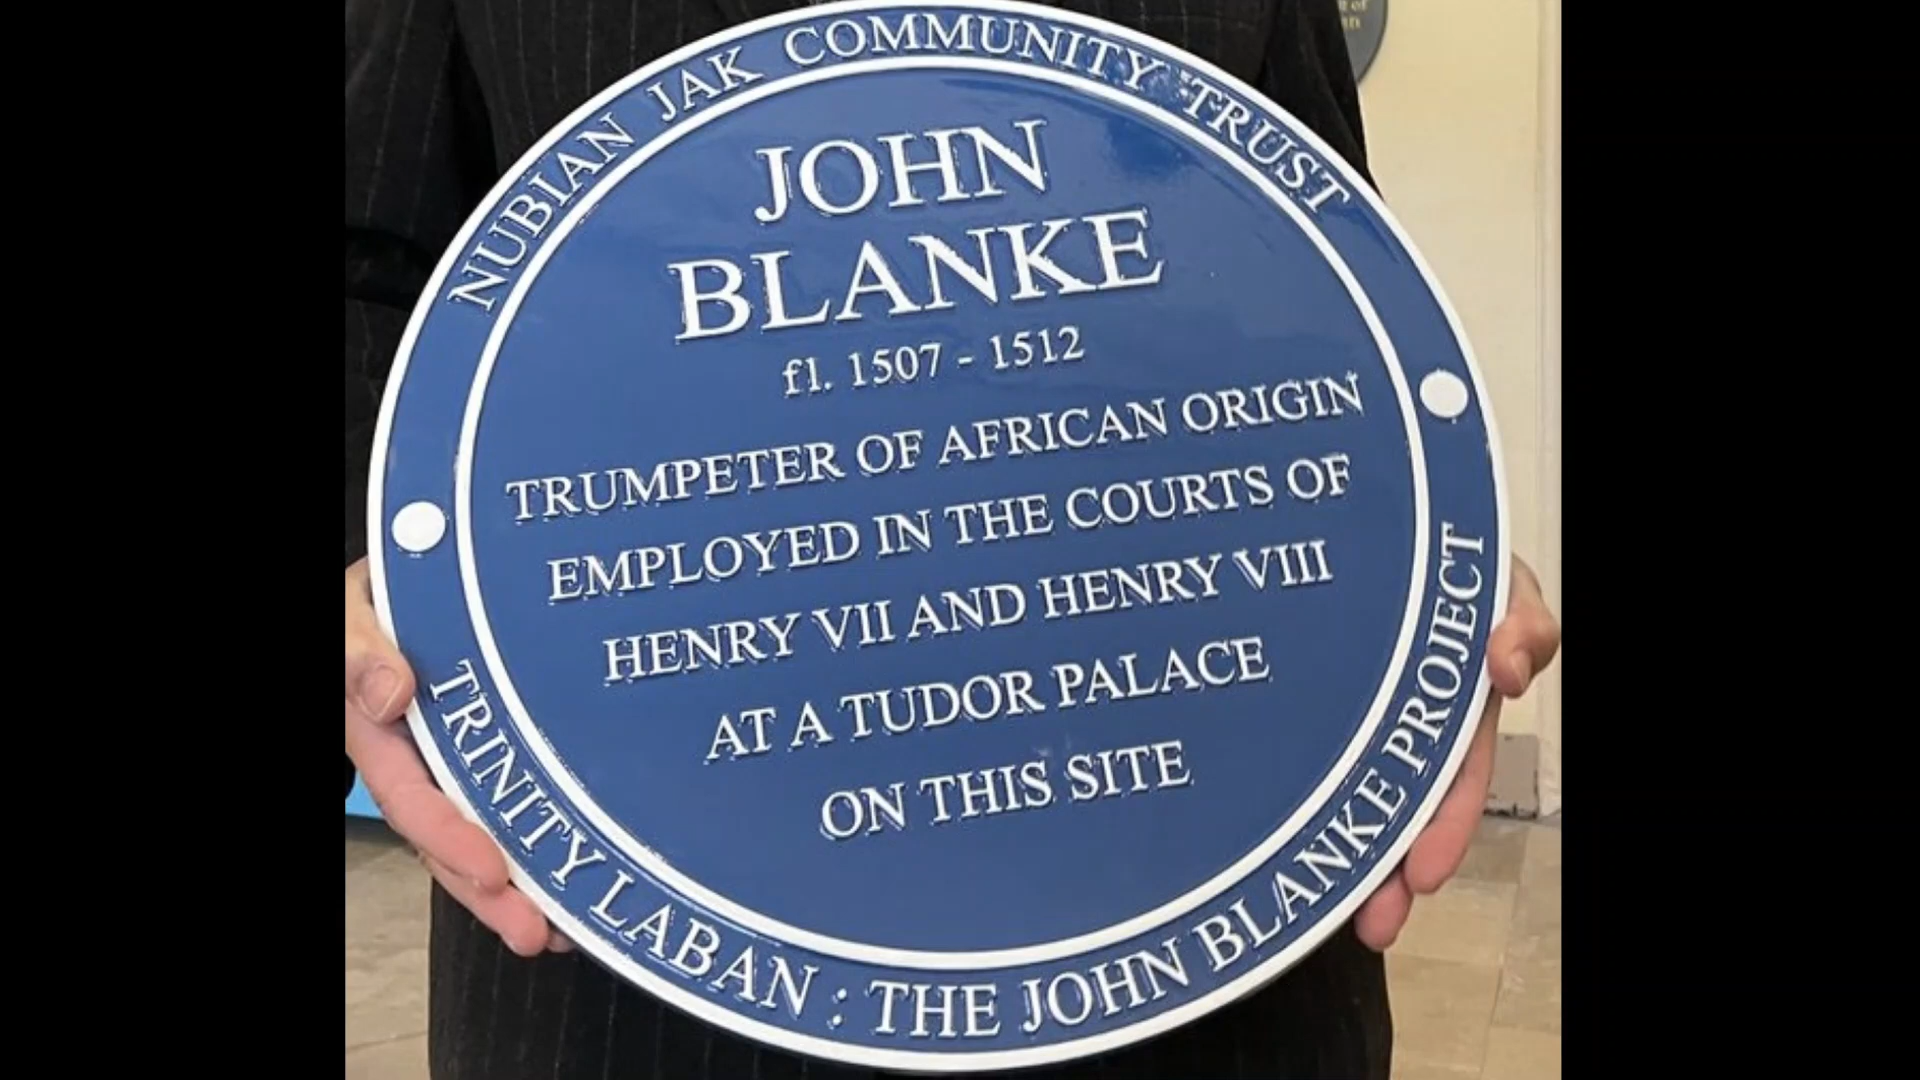 NUBIAN JAK COMMUNITY TRUST
JOHN
BLANKE
fl. 1507 - 1512
TRUMPETER OF AFRICAN ORIGIN
EMPLOYED IN THE COURTS OF
HENRY VII AND HENRY VIII
AT A TUDOR PALACE
ON THIS SITE
TRINITY LABAN : THE JOHN BLANKE PROJECT